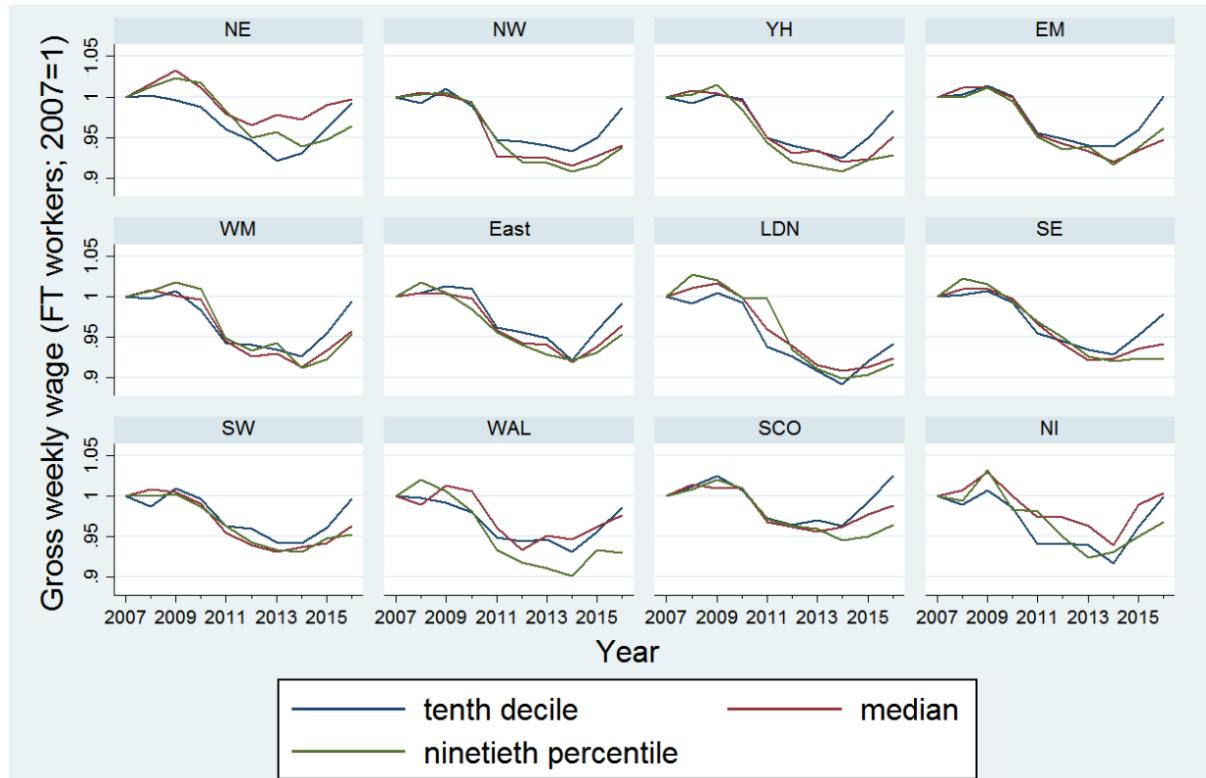 Gross weekly wage (FT workers; 2007=1)
NE NW YH EM
1.05
1
.95
.9
WM East LDN SE
1.05
1
.95
.9
SW WAL SCO NI
1.05
1
.95
.9
2007 2009 2011 2013 2015 2007 2009 2011 2013 2015 2007 2009 2011 2013 2015 2007 2009 2011 2013 2015
Year
tenth decile median
ninetieth percentile